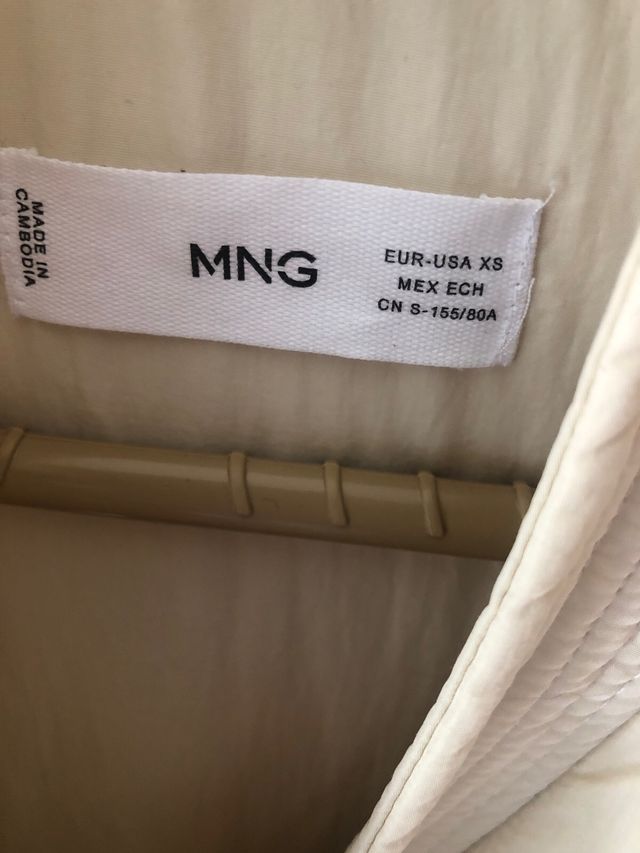 MADE IN
CAMBODIA
MNG
EUR-USA XS
MEX ECH
CN S-155/80A